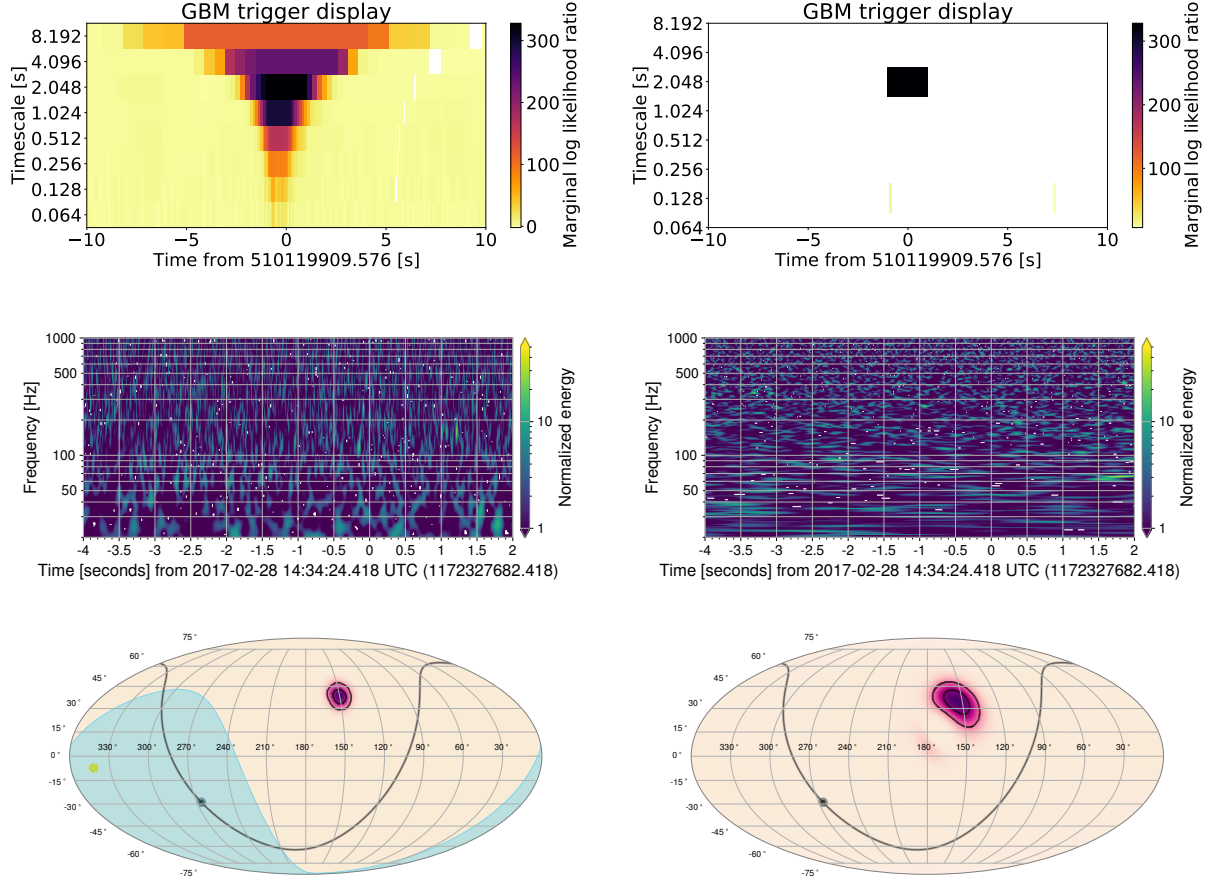 GBM trigger display
8.192
4.096
2.048
1.024
0.512
0.256
0.128
0.064
Timescale [s]
−10 −5 0 5 10
Time from 510119909.576 [s]
300
200
100
0
Marginal log likelihood ratio
GBM trigger display
8.192
4.096
2.048
1.024
0.512
0.256
0.128
0.064
Timescale [s]
−10 −5 0 5 10
Time from 510119909.576 [s]
300
200
100
Marginal log likelihood ratio
1000
500
100
50
Frequency [Hz]
-4 -3.5 -3 -2.5 -2 -1.5 -1 -0.5 0 0.5 1 1.5 2
Time [seconds] from 2017-02-28 14:34:24.418 UTC (1172327682.418)
10
1
Normalized energy
1000
500
100
50
Frequency [Hz]
-4 -3.5 -3 -2.5 -2 -1.5 -1 -0.5 0 0.5 1 1.5 2
Time [seconds] from 2017-02-28 14:34:24.418 UTC (1172327682.418)
10
1
Normalized energy
75°
60°
45°
30°
15°
0°
330° 300° 270° 240° 210° 180° 150° 120° 90° 60° 30°
-15°
-30°
-45°
-60°
-75°
75°
60°
45°
30°
15°
0°
330° 300° 270° 240° 210° 180° 150° 120° 90° 60° 30°
-15°
-30°
-45°
-60°
-75°